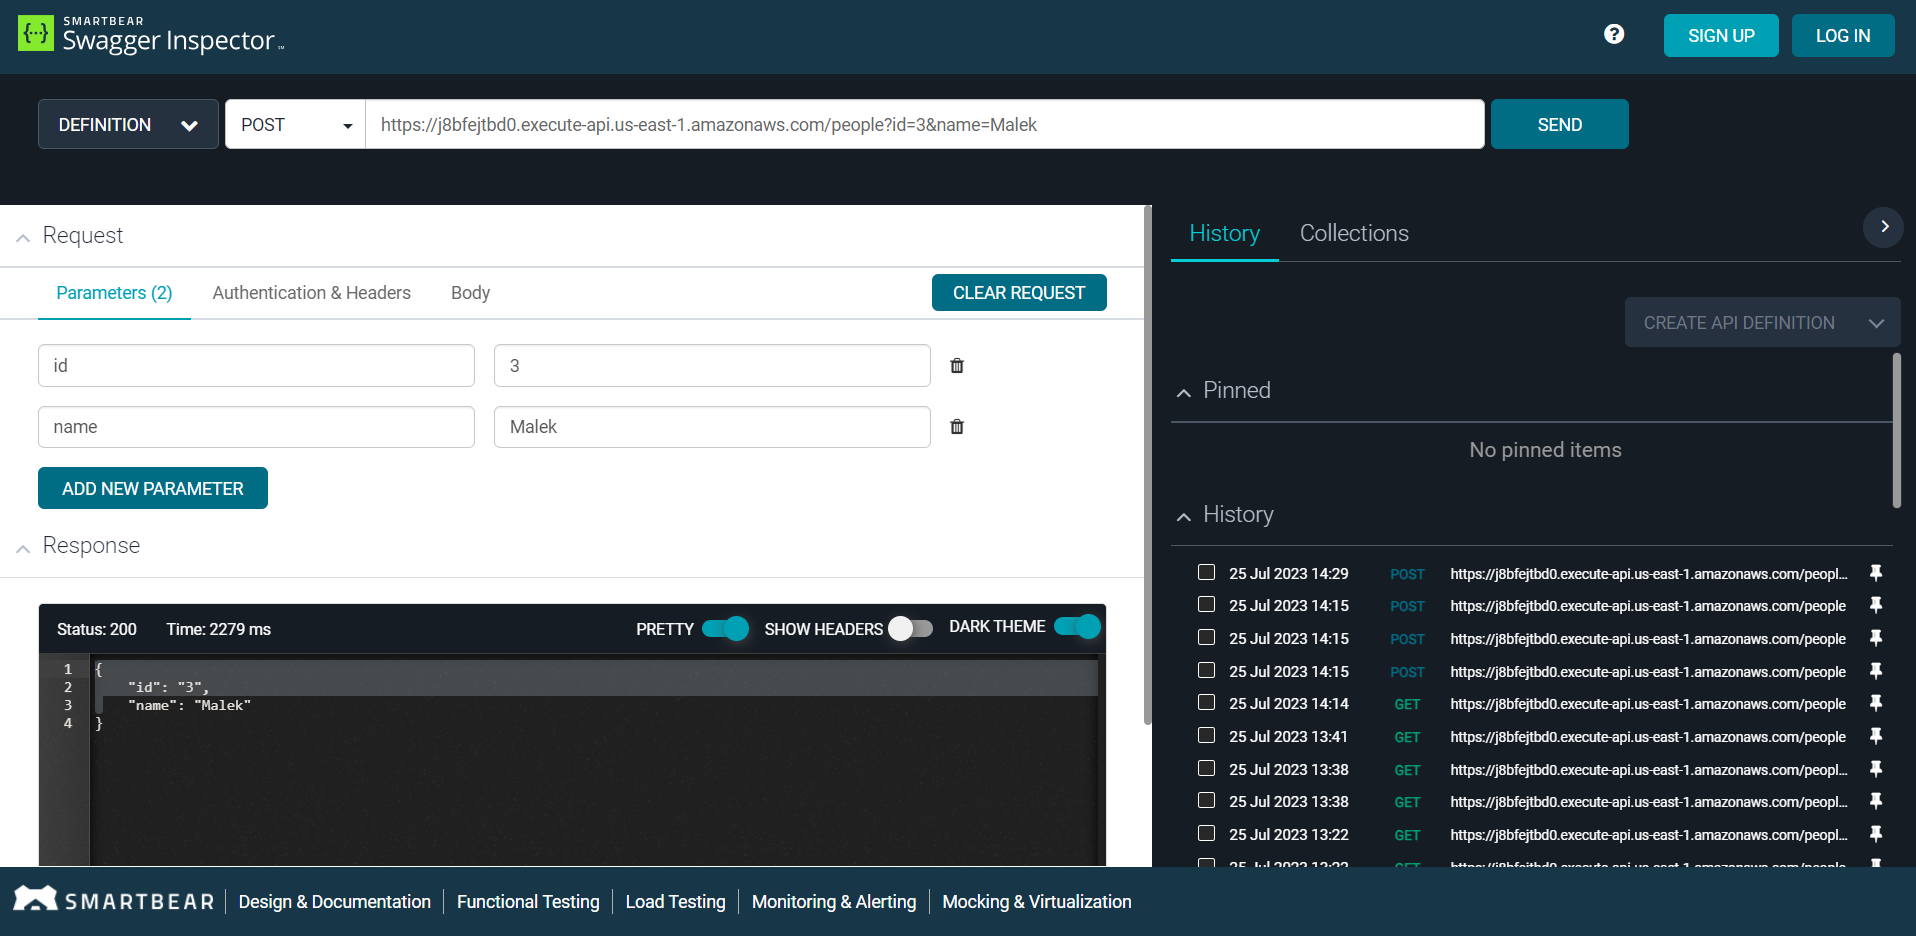 SMARTBEAR
Swagger Inspector™
SIGN UP
LOG IN
DEFINITION
POST
https://j8bfejtbd0.execute-api.us-east-1.amazonaws.com/people?id=3&name=Malek
SEND
Request
Parameters (2)
Authentication & Headers
Body
CLEAR REQUEST
id
3
name
Malek
ADD NEW PARAMETER
Response
Status: 200
Time: 2279 ms
PRETTY
SHOW HEADERS
DARK THEME
1 {
2 "id": "3",
3 "name": "Malek"
4 }
History
Collections
CREATE API DEFINITION
Pinned
No pinned items
History
25 Jul 2023 14:29 POST https://j8bfejtbd0.execute-api.us-east-1.amazonaws.com/peopl...
25 Jul 2023 14:15 POST https://j8bfejtbd0.execute-api.us-east-1.amazonaws.com/people
25 Jul 2023 14:15 POST https://j8bfejtbd0.execute-api.us-east-1.amazonaws.com/people
25 Jul 2023 14:15 POST https://j8bfejtbd0.execute-api.us-east-1.amazonaws.com/people
25 Jul 2023 14:14 GET https://j8bfejtbd0.execute-api.us-east-1.amazonaws.com/people
25 Jul 2023 13:41 GET https://j8bfejtbd0.execute-api.us-east-1.amazonaws.com/people
25 Jul 2023 13:38 GET https://j8bfejtbd0.execute-api.us-east-1.amazonaws.com/peopl...
25 Jul 2023 13:38 GET https://j8bfejtbd0.execute-api.us-east-1.amazonaws.com/peopl...
25 Jul 2023 13:22 GET https://j8bfejtbd0.execute-api.us-east-1.amazonaws.com/peopl...
SMARTBEAR
Design & Documentation
Functional Testing
Load Testing
Monitoring & Alerting
Mocking & Virtualization